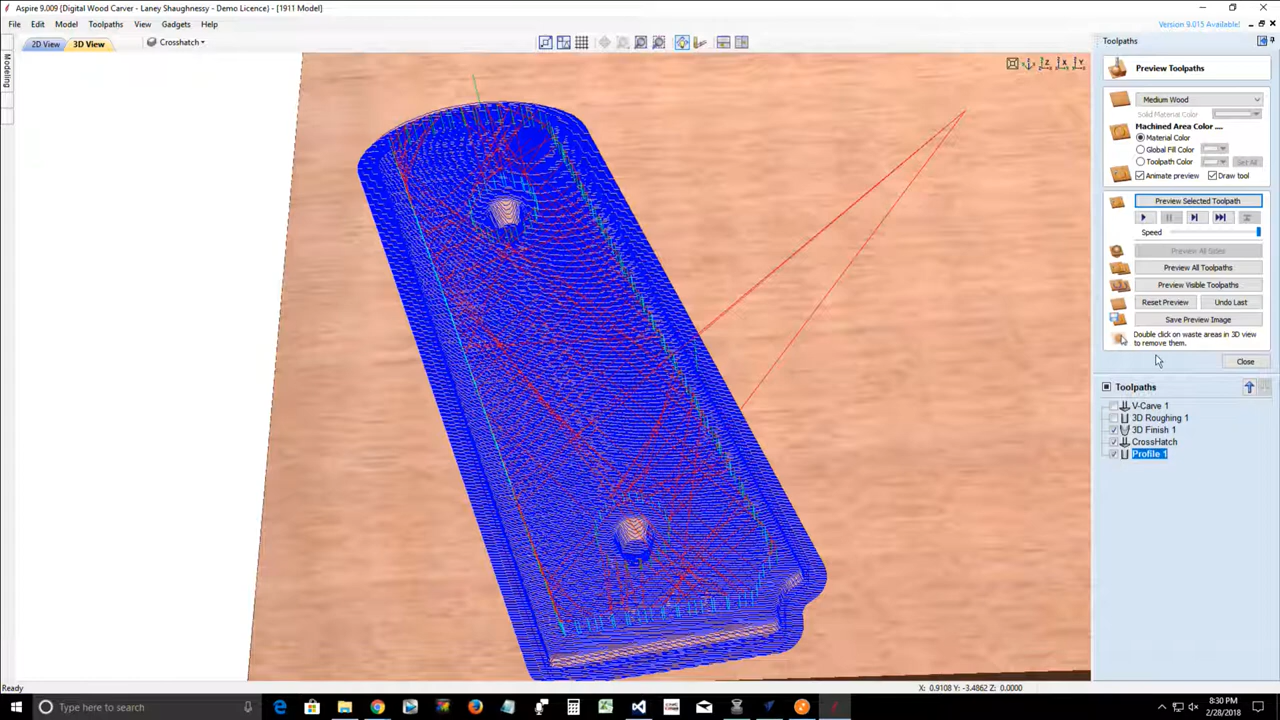 Aspire 9.009 (Digital Wood Carver - Laney Shaughnessy - Demo Licence) - [1911 Model]
File Edit Model Toolpaths View Gadgets Help
Version 9.015 Available!
2D View 3D View Crosshatch
Modeling
Toolpaths
Preview Toolpaths
Medium Wood
Solid Material Color
Machined Area Color ....
Material Color
Global Fill Color
Toolpath Color Set All
Animate preview Draw tool
Preview Selected Toolpath
Speed
Preview All Sides
Preview All Toolpaths
Preview Visible Toolpaths
Reset Preview Undo Last
Save Preview Image
Double click on waste areas in 3D view
to remove them.
Close
Toolpaths
V-Carve 1
3D Roughing 1
3D Finish 1
CrossHatch
Profile 1
Ready
X: 0.9108 Y: -3.4862 Z: 0.0000
Type here to search
8:30 PM
2/28/2018